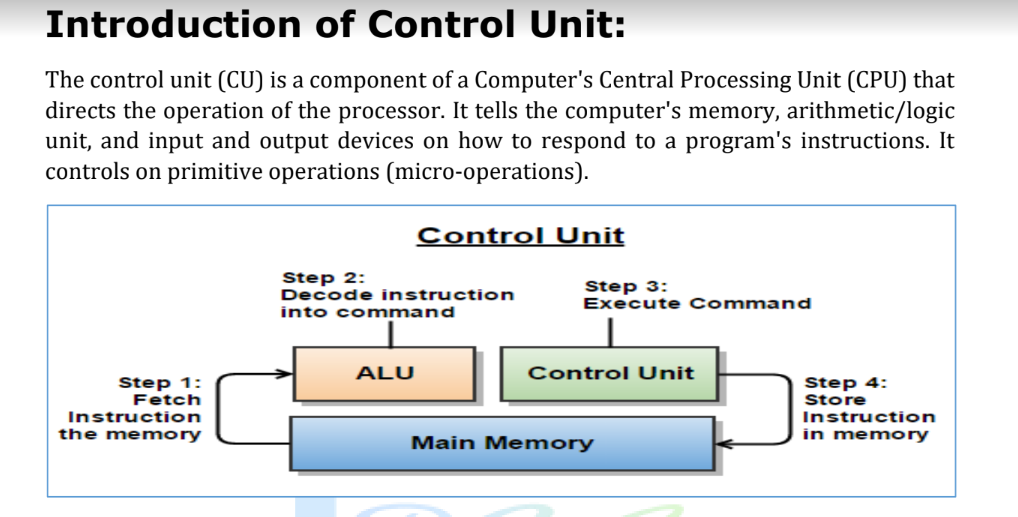 Introduction of Control Unit:
The control unit (CU) is a component of a Computer's Central Processing Unit (CPU) that
directs the operation of the processor. It tells the computer's memory, arithmetic/logic
unit, and input and output devices on how to respond to a program's instructions. It
controls on primitive operations (micro-operations).
Control Unit
Step 2:
Decode instruction
into command
Step 3:
Execute Command
ALU
Control Unit
Step 1:
Fetch
Instruction
the memory
Step 4:
Store
Instruction
in memory
Main Memory